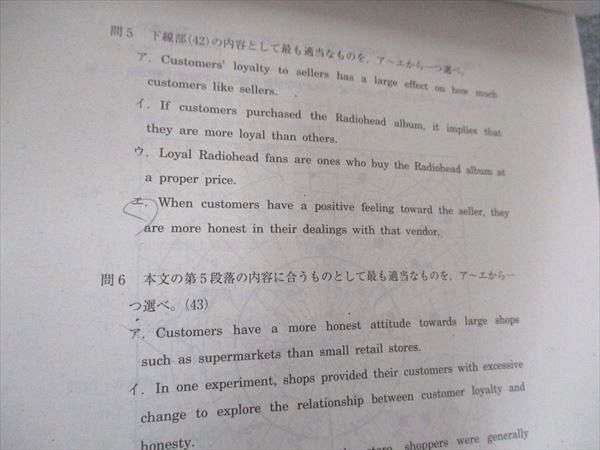 問5 下線部(42)の内容として最も適当なものを,ア～エから一つ選べ。
ア. Customers' loyalty to sellers has a large effect on how much
customers like sellers.
イ. If customers purchased the Radiohead album, it implies that
they are more loyal than others.
ウ. Loyal Radiohead fans are ones who buy the Radiohead album at
a proper price.
エ. When customers have a positive feeling toward the seller, they
are more honest in their dealings with that vendor.
問6 本文の第5段落の内容に合うものとして最も適当なものを,ア～エから一
つ選べ。(43)
ア. Customers have a more honest attitude towards large shops
such as supermarkets than small retail stores.
イ. In one experiment, shops provided their customers with excessive
change to explore the relationship between customer loyalty and
honesty.
shoppers were generally